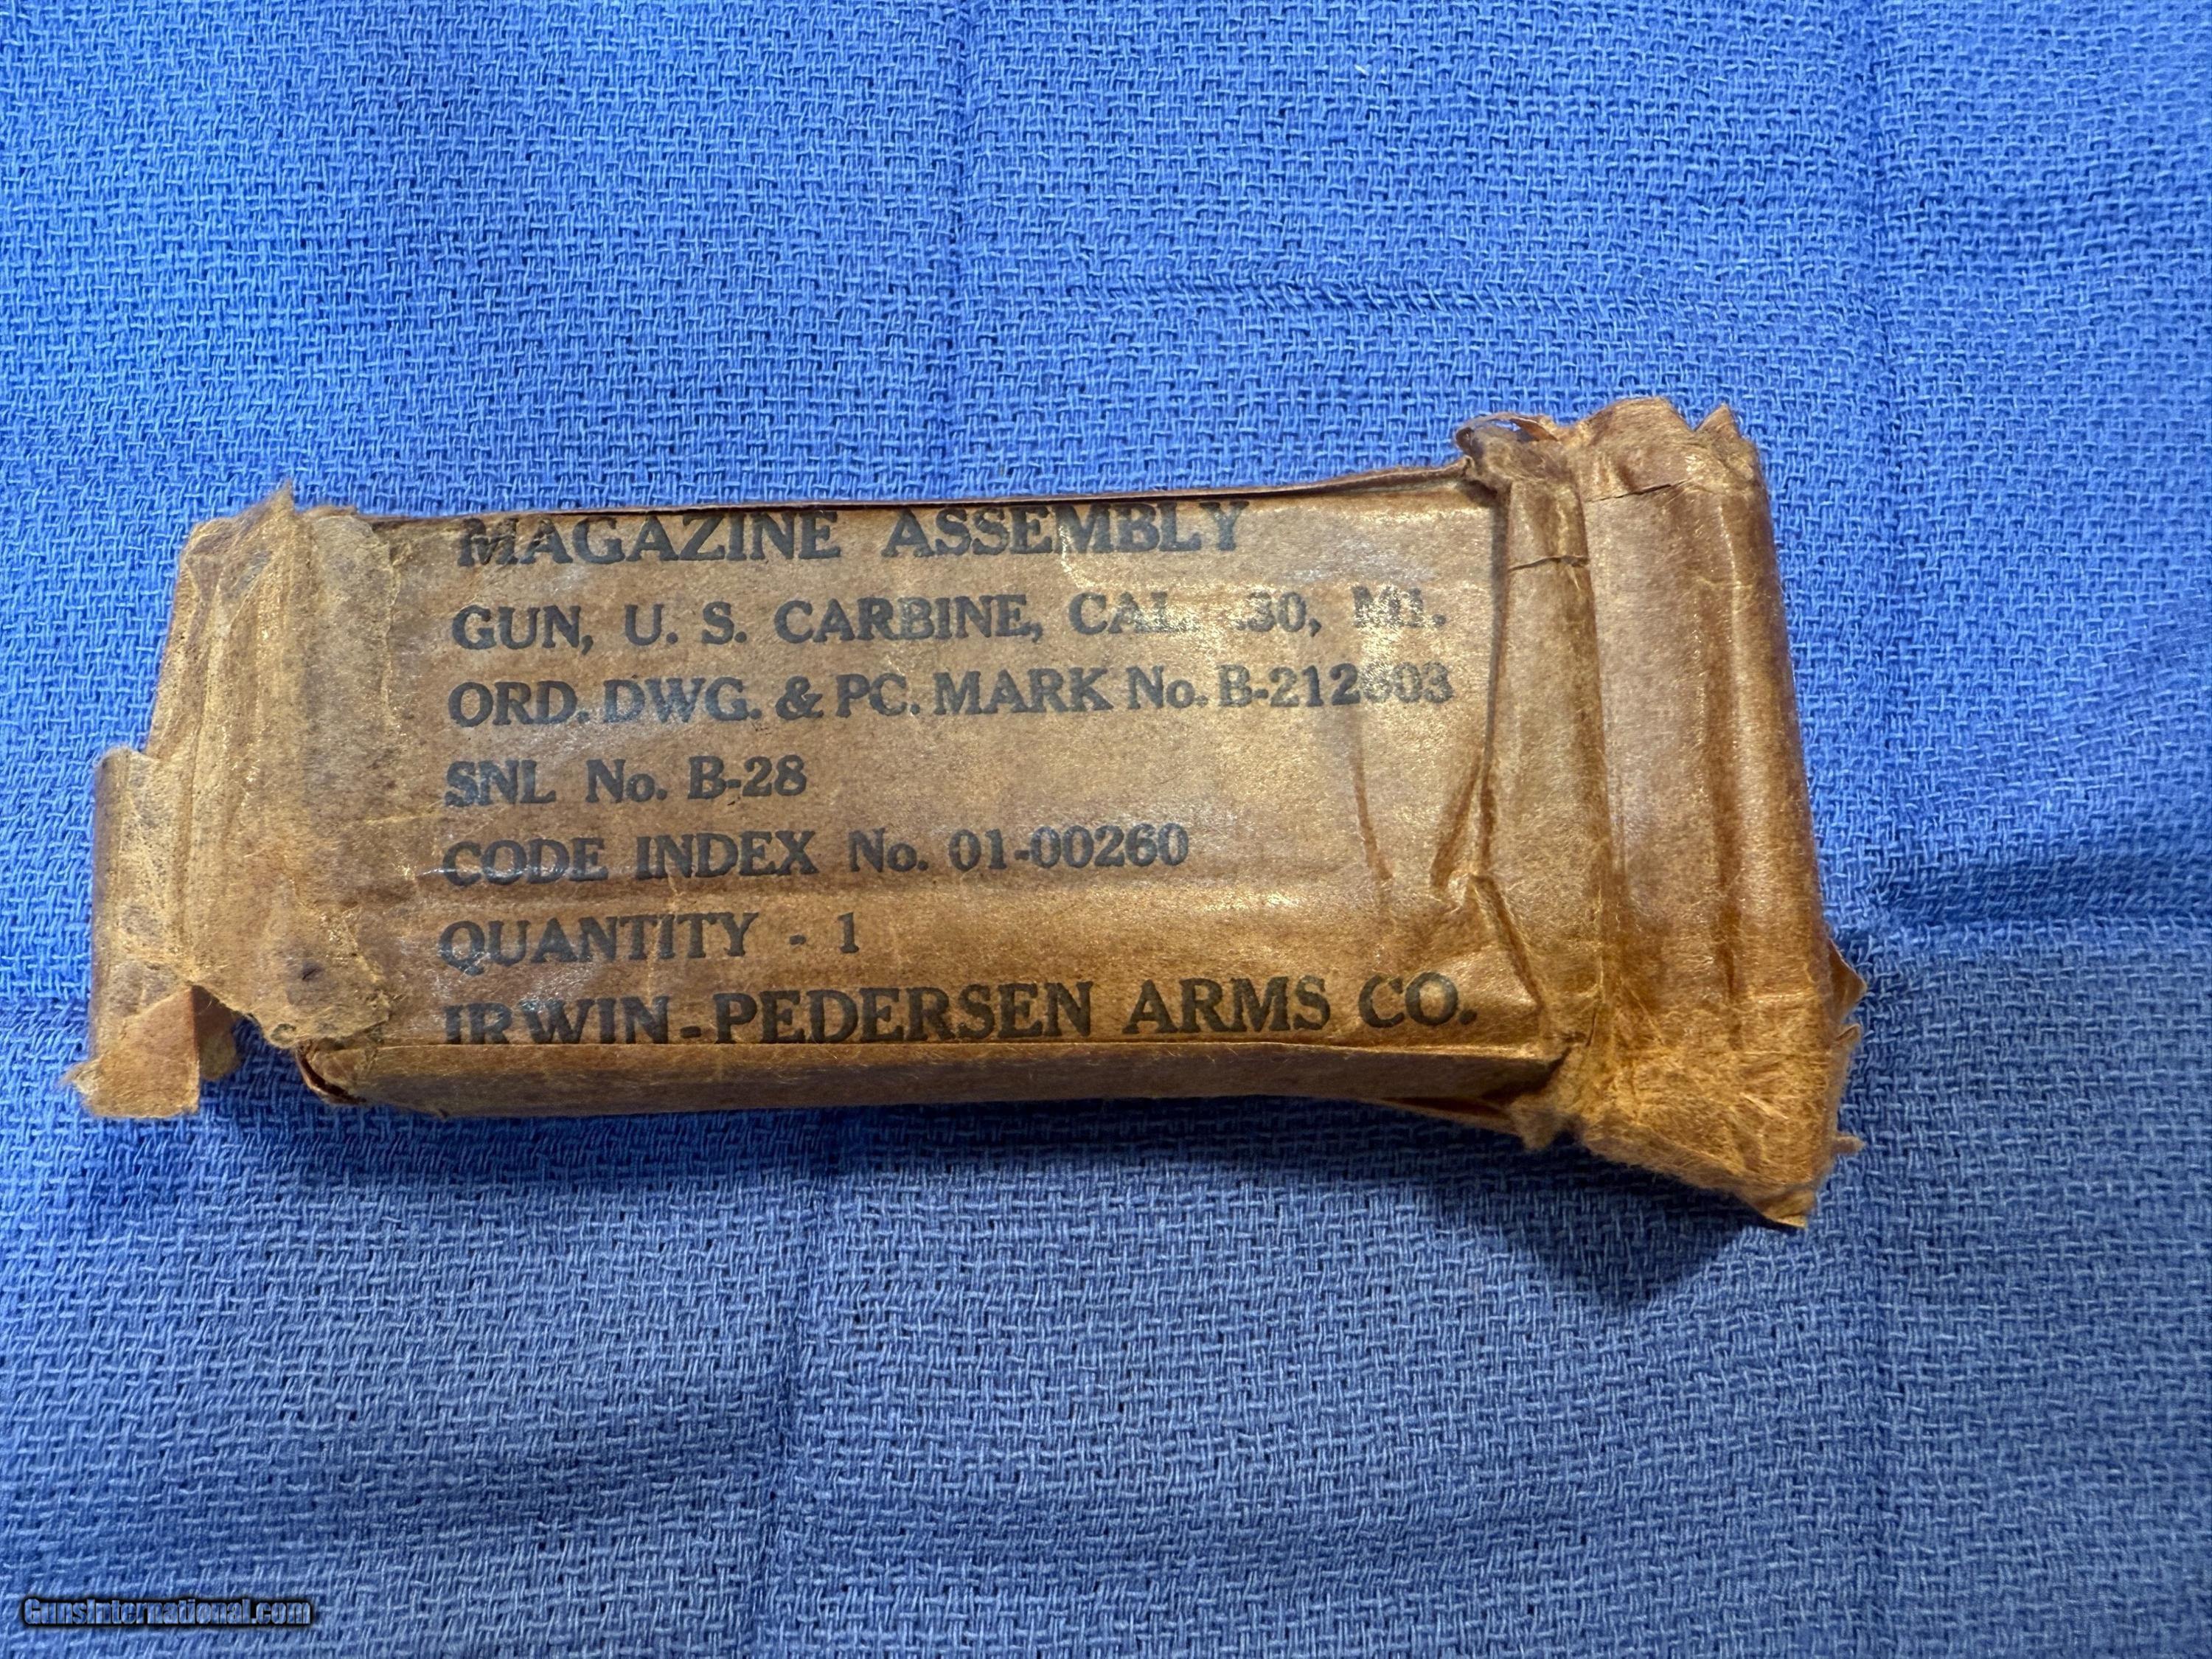 MAGAZINE ASSEMBLY
GUN, U. S. CARBINE, CAL. .30, M1.
ORD. DWG. & PC. MARK No.
SNL No. B-28
CODE INDEX No. 01-00260
QUANTITY - 1
IRWIN-PEDERSEN ARMS CO.
GunsInternational.com